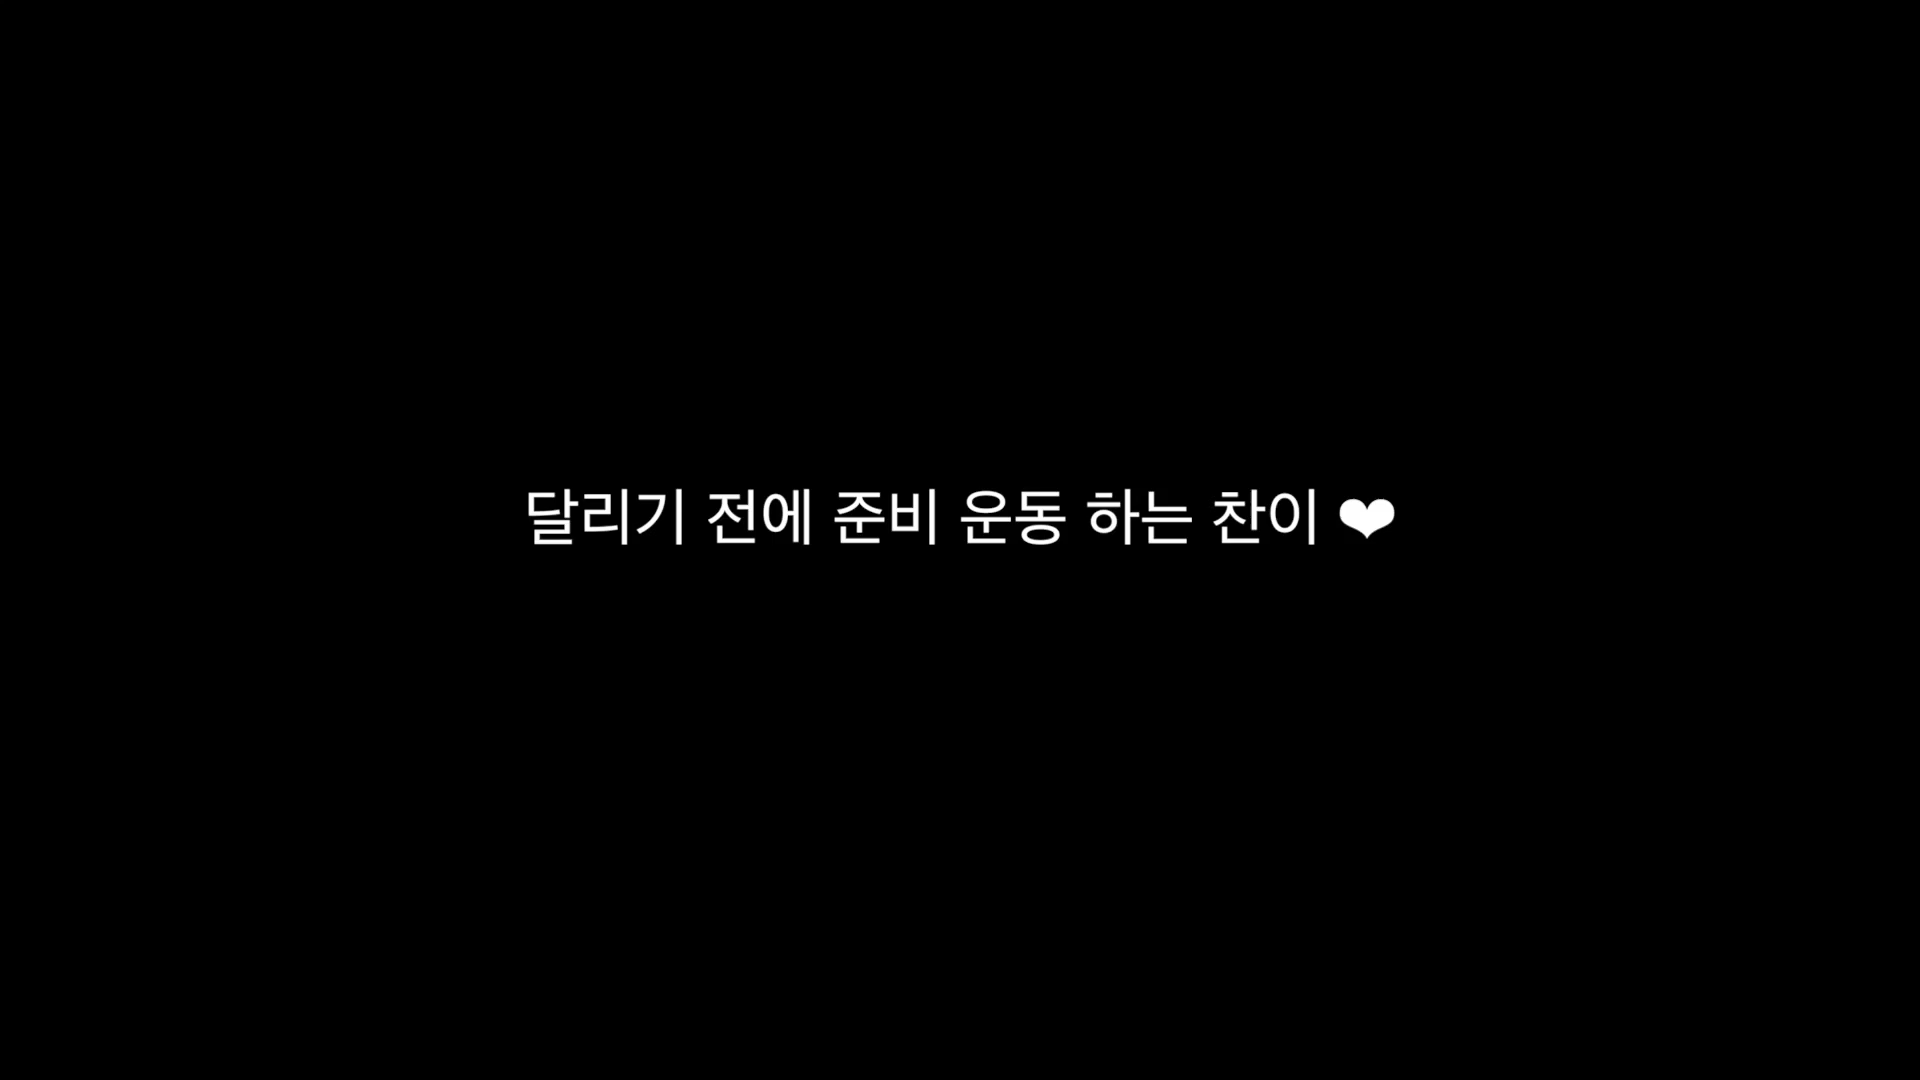 달리기 전에 준비 운동 하는 찬이 ❤